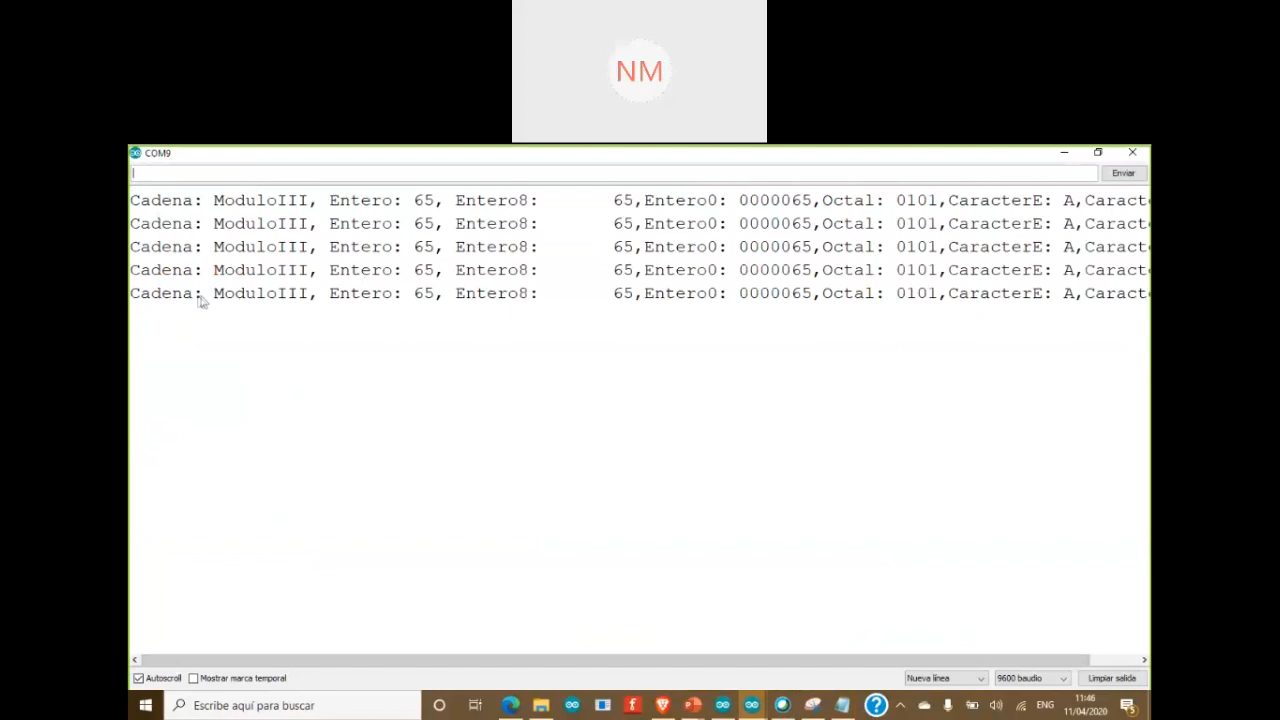 NM
COM9
Enviar
Cadena: ModuloIII, Entero: 65, Entero8:       65,Entero0: 0000065,Octal: 0101,CaracterE: A,Caract
Cadena: ModuloIII, Entero: 65, Entero8:       65,Entero0: 0000065,Octal: 0101,CaracterE: A,Caract
Cadena: ModuloIII, Entero: 65, Entero8:       65,Entero0: 0000065,Octal: 0101,CaracterE: A,Caract
Cadena: ModuloIII, Entero: 65, Entero8:       65,Entero0: 0000065,Octal: 0101,CaracterE: A,Caract
Cadena: ModuloIII, Entero: 65, Entero8:       65,Entero0: 0000065,Octal: 0101,CaracterE: A,Caract
Autoscroll Mostrar marca temporal Nueva línea 9600 baudio Limpiar salida
Escribe aquí para buscar ENG 11:46
11/04/2020 5